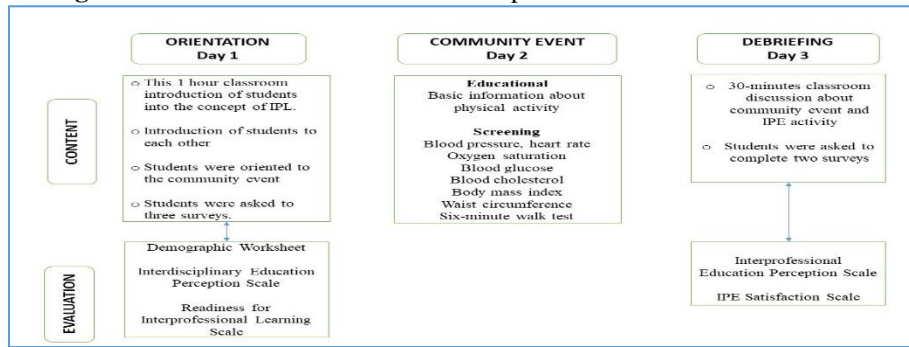 ORIENTATION
Day 1
COMMUNITY EVENT
Day 2
DEBRIEFING
Day 3
CONTENT
o This 1 hour classroom
introduction of students
into the concept of IPL.
o Introduction of students to
each other
o Students were oriented to
the community event
o Students were asked to
three surveys.
Educational
Basic information about
physical activity
Screening
Blood pressure, heart rate
Oxygen saturation
Blood glucose
Blood cholesterol
Body mass index
Waist circumference
Six-minute walk test
o 30-minutes classroom
discussion about
community event and
IPE activity
o Students were asked to
complete two surveys
EVALUATION
Demographic Worksheet
Interdisciplinary Education
Perception Scale
Readiness for
Interprofessional Learning
Scale
Interprofessional
Education Perception Scale
IPE Satisfaction Scale